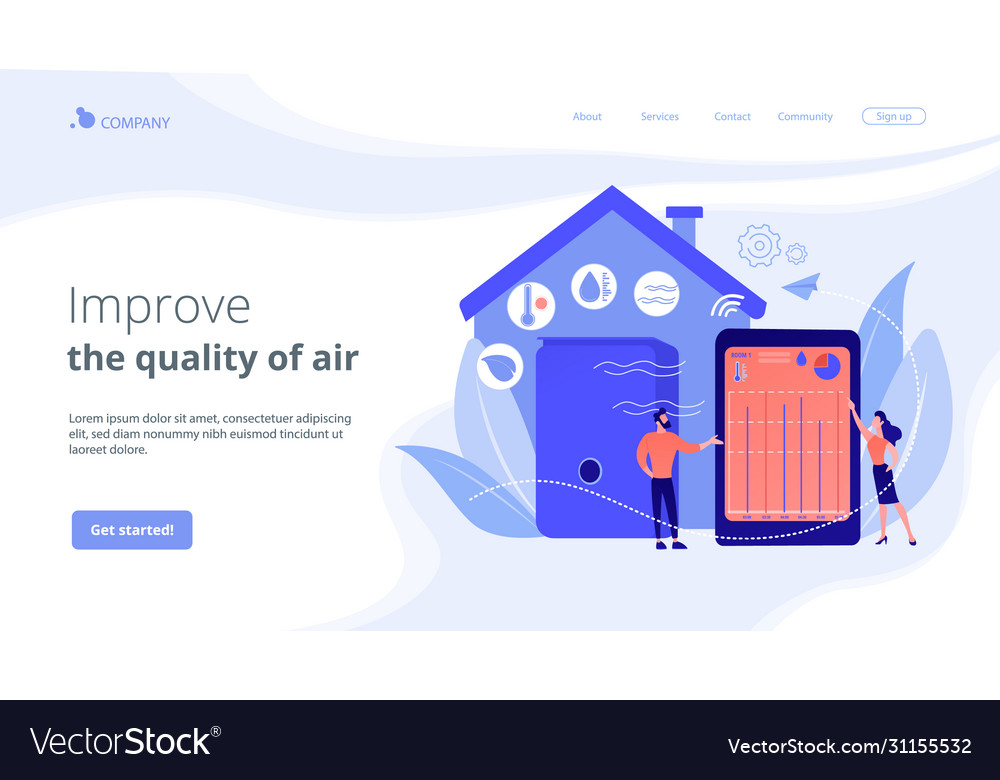 COMPANY
About
Services
Contact
Community
Sign up
Improve
the quality of air
Lorem ipsum dolor sit amet, consectetuer adipiscing
elit, sed diam nonummy nibh euismod tincidunt ut
laoreet dolore.
Get started!
ROOM 1
VectorStock®
VectorStock.com/31155532